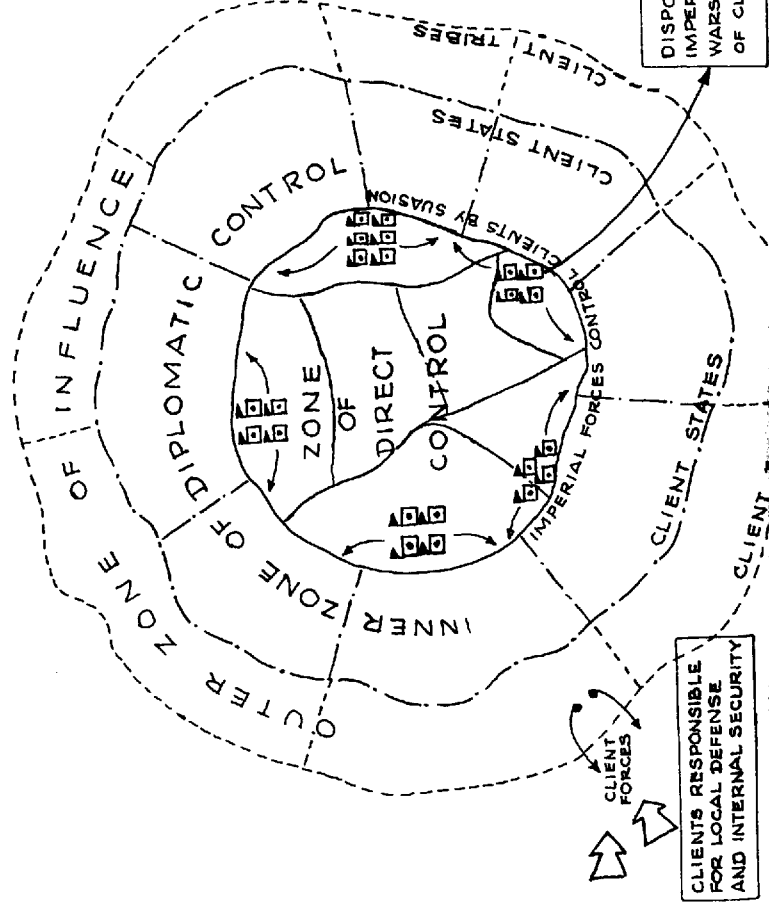 OUTER ZONE OF INFLUENCE
INNER ZONE OF DIPLOMATIC CONTROL
ZONE
OF
DIRECT
CONTROL
IMPERIAL FORCES CONTROL CLIENTS BY SUASION
CLIENT STATES
CLIENT TRIBES
CLIENT STATES
CLIENT
DISPO
IMPER
WARS
OF CL
CLIENT
FORCES
CLIENTS RESPONSIBLE
FOR LOCAL DEFENSE
AND INTERNAL SECURITY